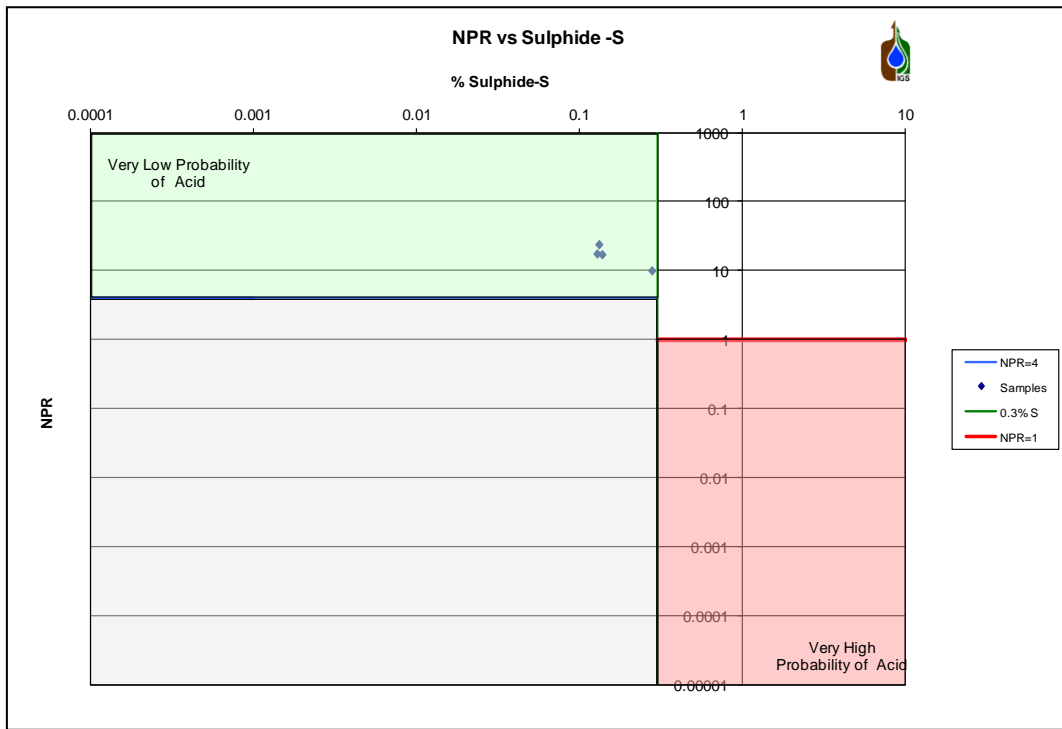 NPR vs Sulphide -S
IGS
% Sulphide-S
0.0001 0.001 0.01 0.1 1 10
1000
Very Low Probability
of Acid
100
10
1
NPR=4
Samples
0.3% S
NPR=1
NPR
0.1
0.01
0.001
0.0001
Very High
Probability of Acid
0.00001